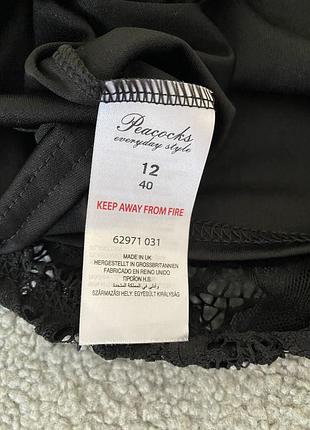 Peacocks
everyday style
12
40
KEEP AWAY FROM FIRE
62971 031
MADE IN UK
HERGESTELLT IN GROSSBRITANNIEN
FABRICADO EN REINO UNIDO
ΠΡΟΪΟΝ Η.Β.
SZÁRMAZÁSI HELY: EGYESÜLT KIRÁLYSÁG